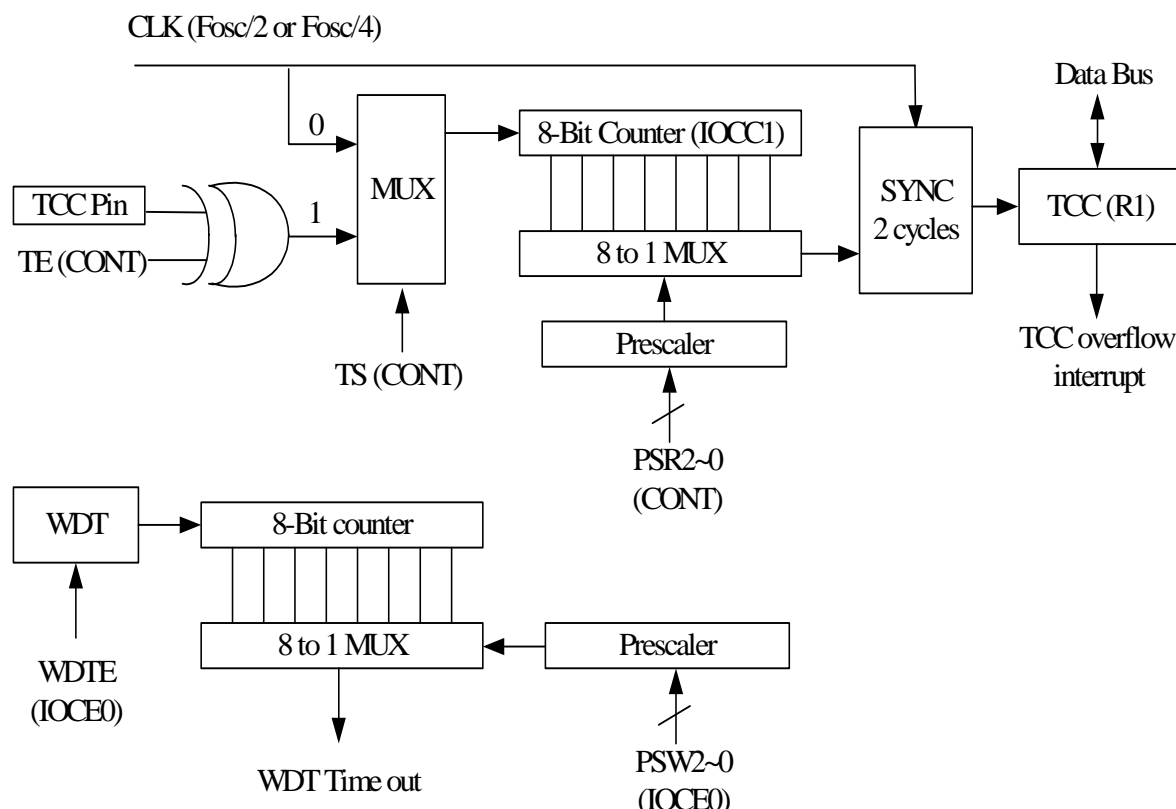 CLK (Fosc/2 or Fosc/4)
Data Bus
0
8-Bit Counter (IOCC1)
MUX
SYNC
2 cycles
TCC Pin
1
TCC (R1)
TE (CONT)
8 to 1 MUX
Prescaler
TS (CONT)
TCC overflow
interrupt
PSR2~0
(CONT)
WDT
8-Bit counter
8 to 1 MUX
Prescaler
WDTE
(IOCE0)
PSW2~0
(IOCE0)
WDT Time out